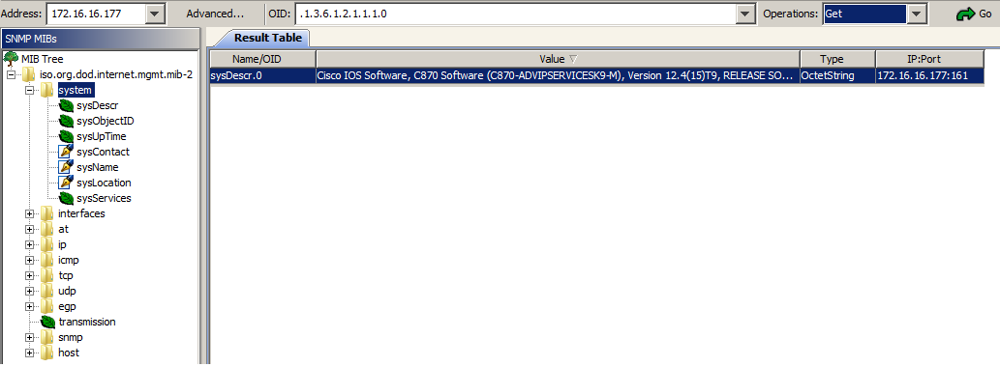 Address: 172.16.16.177 Advanced... OID: .1.3.6.1.2.1.1.1.0 Operations: Get Go
SNMP MIBs
MIB Tree
iso.org.dod.internet.mgmt.mib-2
system
sysDescr
sysObjectID
sysUpTime
sysContact
sysName
sysLocation
sysServices
interfaces
at
ip
icmp
tcp
udp
egp
transmission
snmp
host
Result Table
Name/OID Value Type IP:Port
sysDescr.0 Cisco IOS Software, C870 Software (C870-ADVIPSERVICESK9-M), Version 12.4(15)T9, RELEASE SO... OctetString 172.16.16.177:161